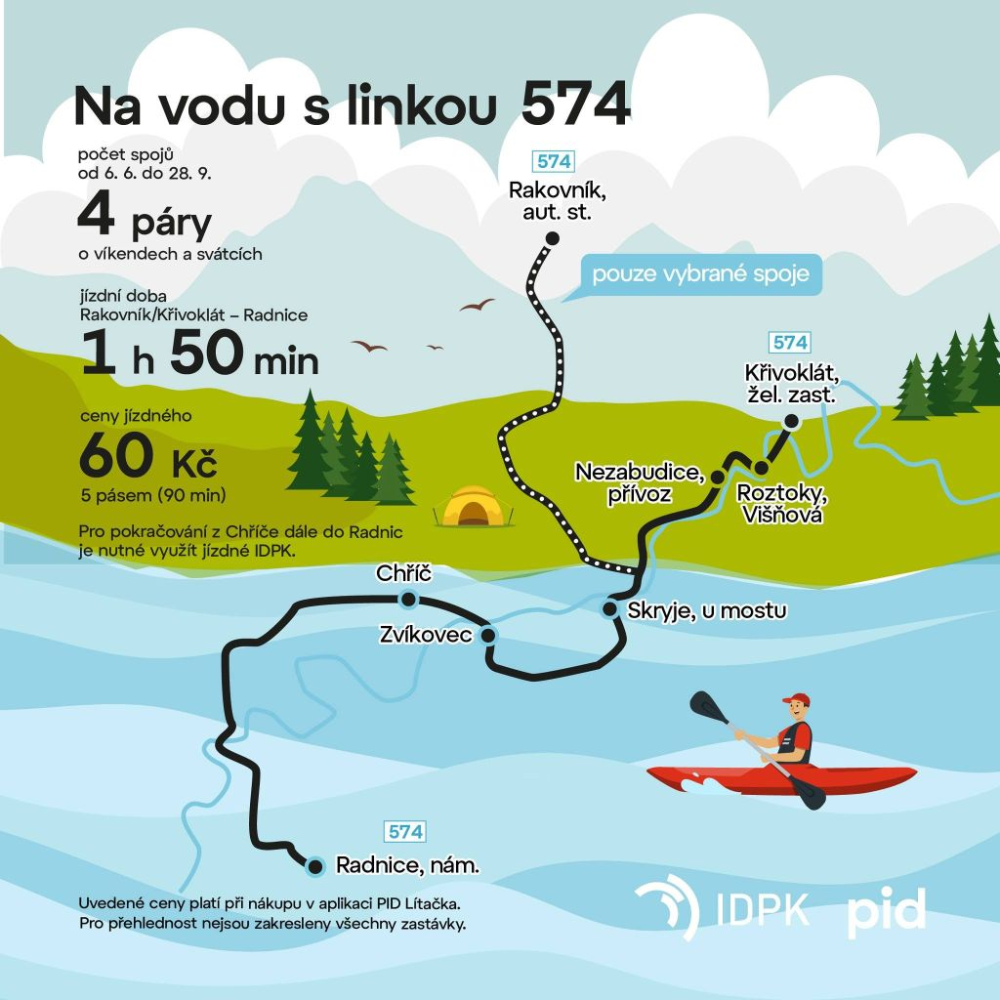 Na vodu s linkou 574
počet spojů
od 6. 6. do 28. 9.
4 páry
o víkendech a svátcích
jízdní doba
Rakovník/Křivoklát – Radnice
1 h 50 min
ceny jízdného
60 Kč
5 pásem (90 min)
Pro pokračování z Chříče dále do Radnic
je nutné využít jízdné IDPK.
574
Rakovník,
aut. st.
pouze vybrané spoje
574
Křivoklát,
žel. zast.
Nezabudice,
přívoz
Roztoky,
Višňová
Chříč
Skryje, u mostu
Zvíkovec
574
Radnice, nám.
Uvedené ceny platí při nákupu v aplikaci PID Lítačka.
Pro přehlednost nejsou zakresleny všechny zastávky.
IDPK pid